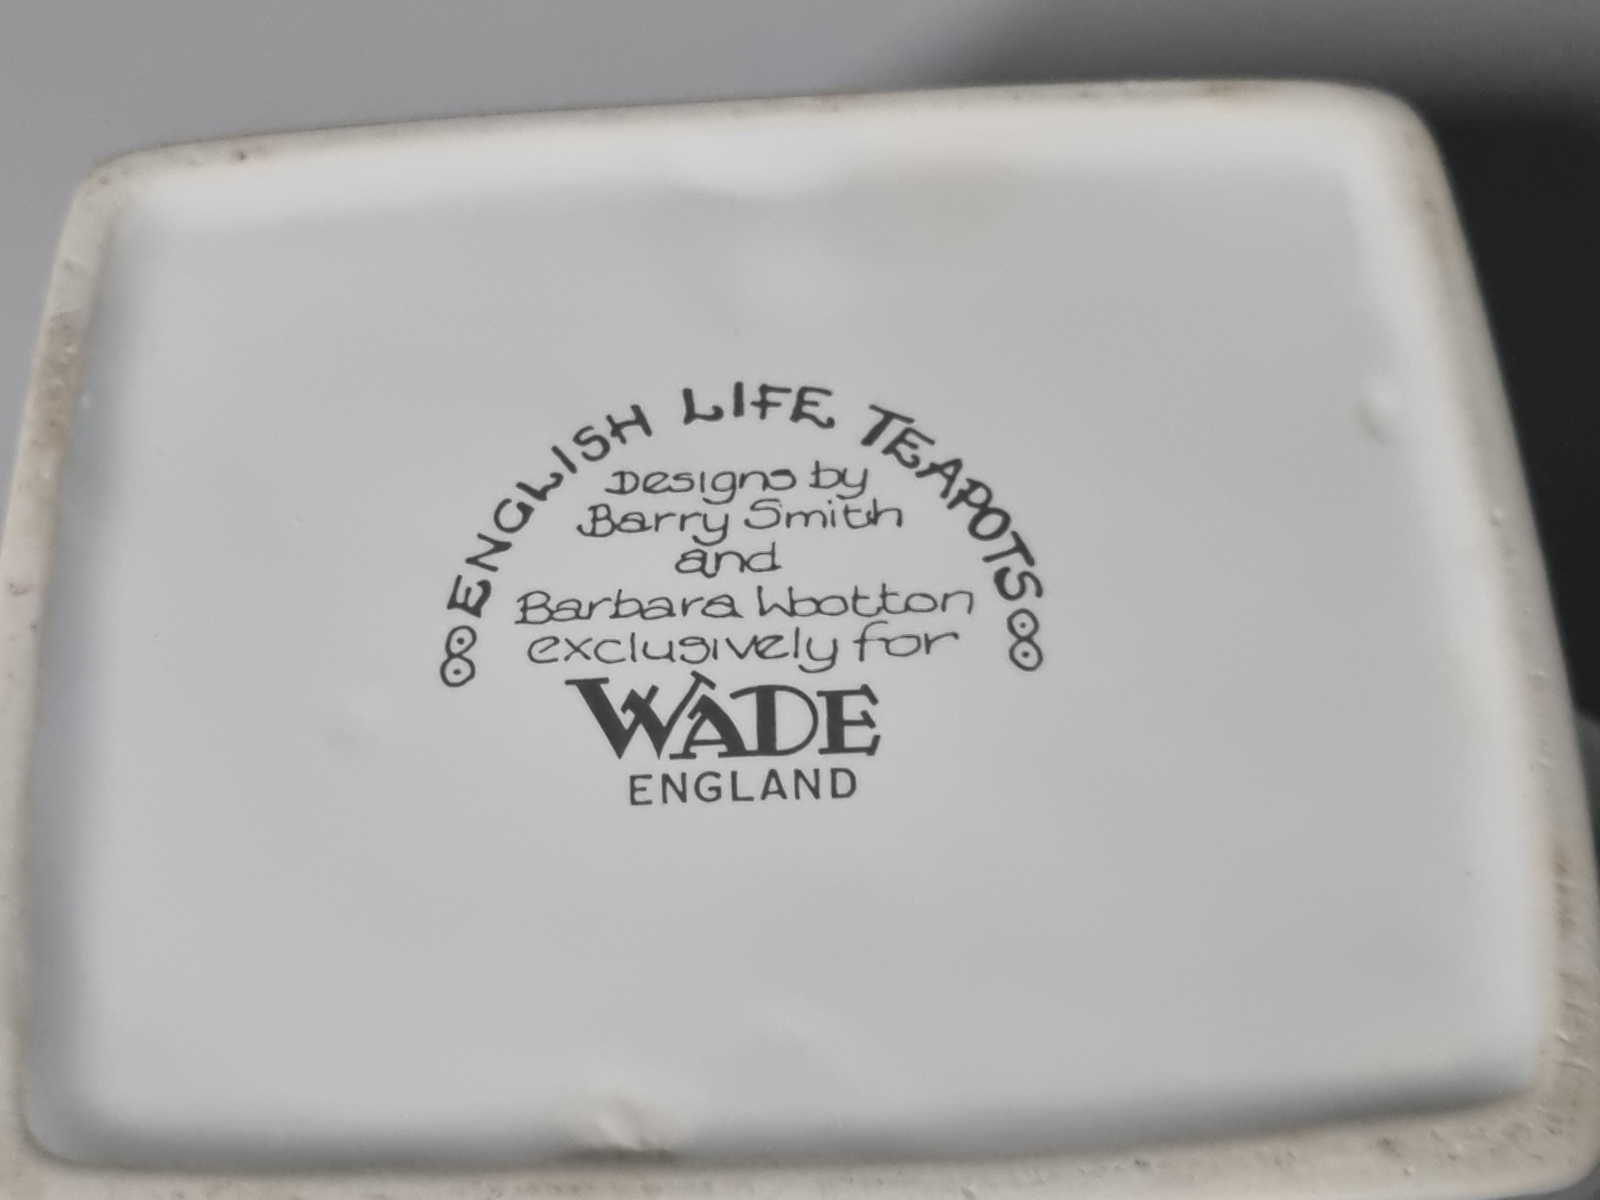 ENGLISH LIFE TEAPOTS
Designs by
Barry Smith
and
Barbara Wootton
exclusively for
WADE
ENGLAND